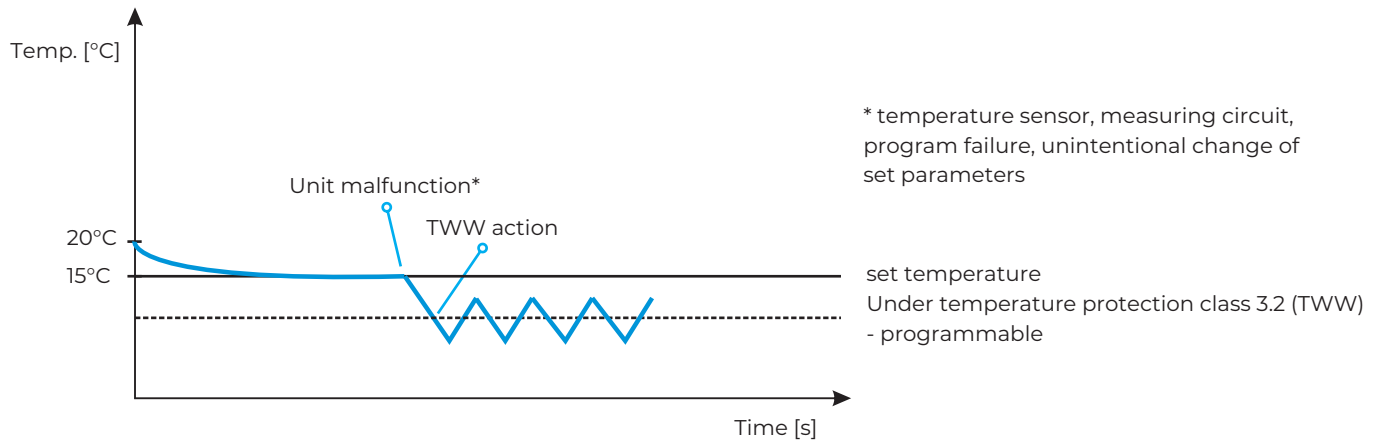 Temp. [°C]
* temperature sensor, measuring circuit,
program failure, unintentional change of
set parameters
Unit malfunction*
TWW action
20°C
15°C
set temperature
Under temperature protection class 3.2 (TWW)
- programmable
Time [s]